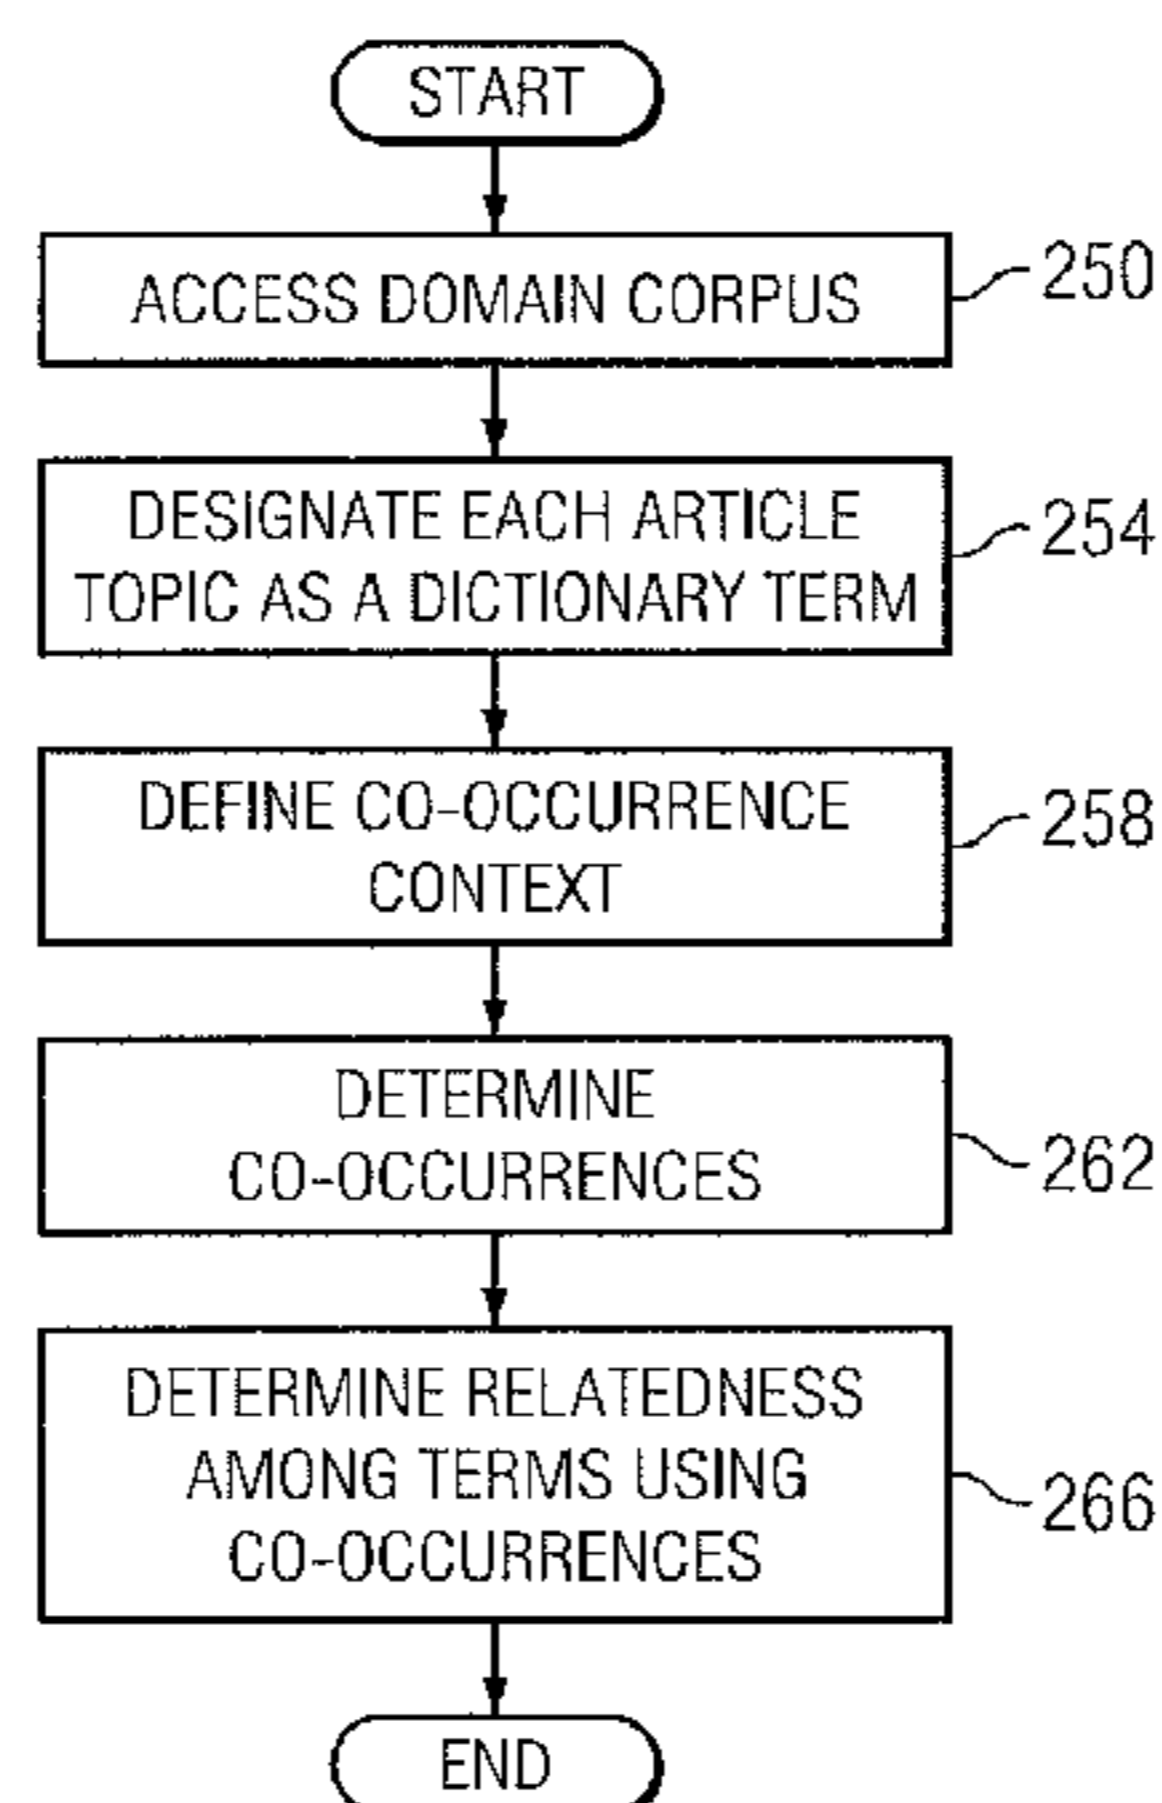 START
ACCESS DOMAIN CORPUS
250
DESIGNATE EACH ARTICLE
TOPIC AS A DICTIONARY TERM
254
DEFINE CO-OCCURRENCE
CONTEXT
258
DETERMINE
CO-OCCURRENCES
262
DETERMINE RELATEDNESS
AMONG TERMS USING
CO-OCCURRENCES
266
END